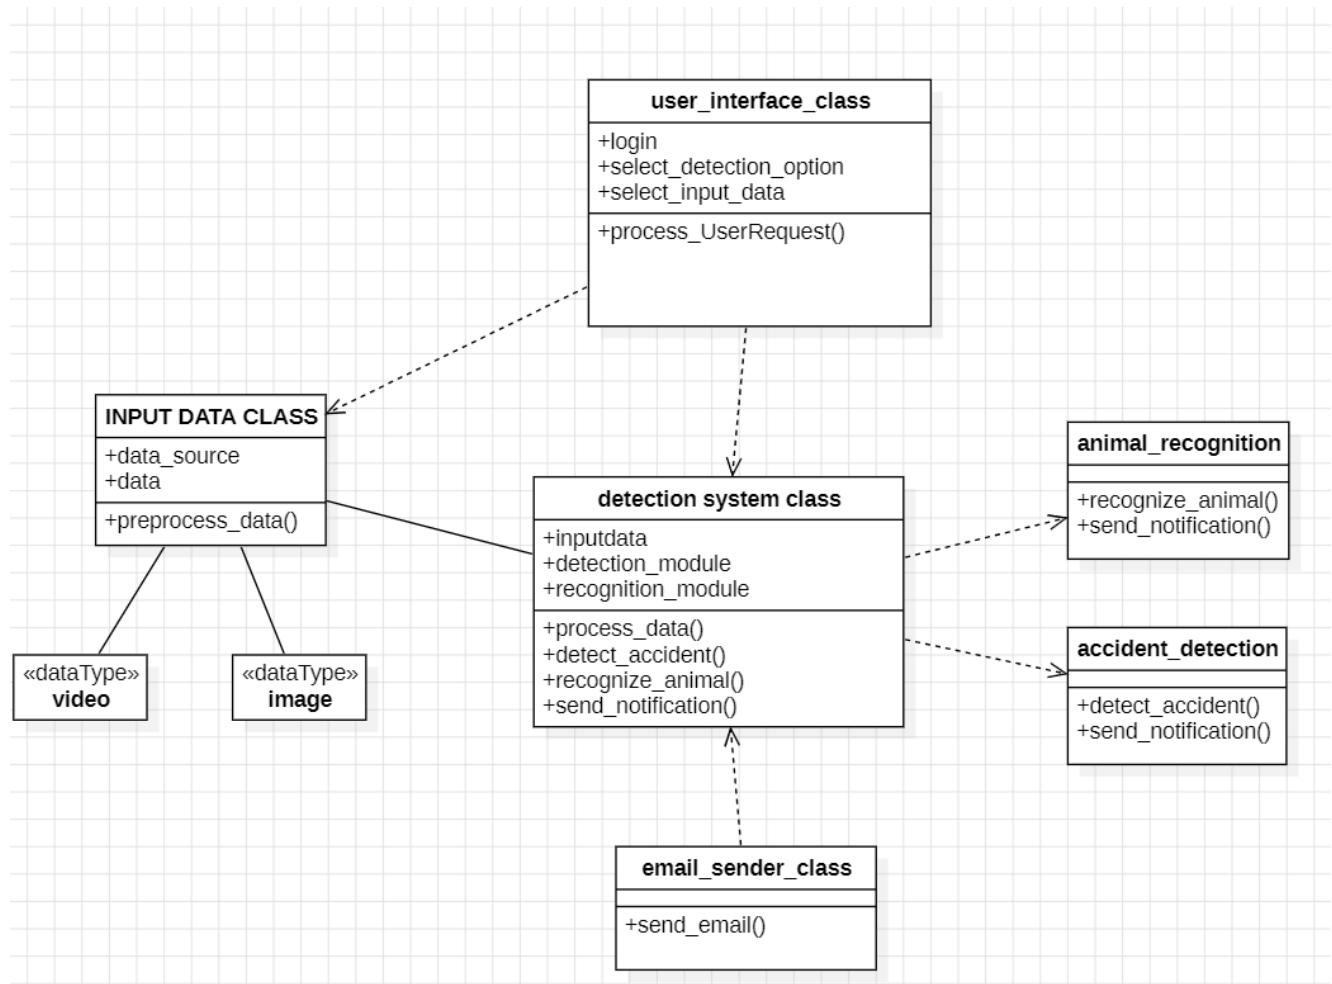 user_interface_class
+login
+select_detection_option
+select_input_data
+process_UserRequest()
INPUT DATA CLASS
+data_source
+data
+preprocess_data()
«dataType»
video
«dataType»
image
detection system class
+inputdata
+detection_module
+recognition_module
+process_data()
+detect_accident()
+recognize_animal()
+send_notification()
animal_recognition
+recognize_animal()
+send_notification()
accident_detection
+detect_accident()
+send_notification()
email_sender_class
+send_email()